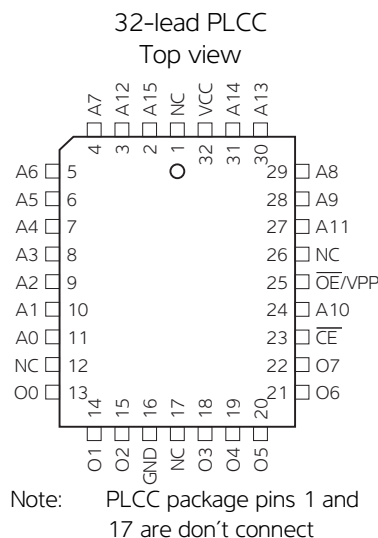 32-lead PLCC
Top view
A7 A12 A15 NC VCC A14 A13
4 3 2 1 32 31 30
A6 5 29 A8
A5 6 28 A9
A4 7 27 A11
A3 8 26 NC
A2 9 25 O̅E̅/VPP
A1 10 24 A10
A0 11 23 C̅E̅
NC 12 22 O7
O0 13 21 O6
14 15 16 17 18 19 20
O1 O2 GND NC O3 O4 O5
Note: PLCC package pins 1 and
17 are don´t connect